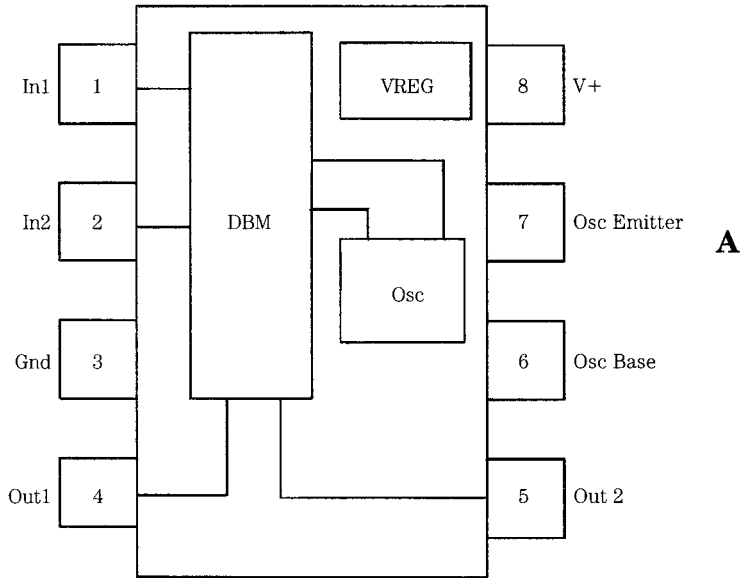 In1
1
VREG
8
V+
In2
2
DBM
7
Osc Emitter
A
Osc
Gnd
3
6
Osc Base
Out1
4
5
Out 2